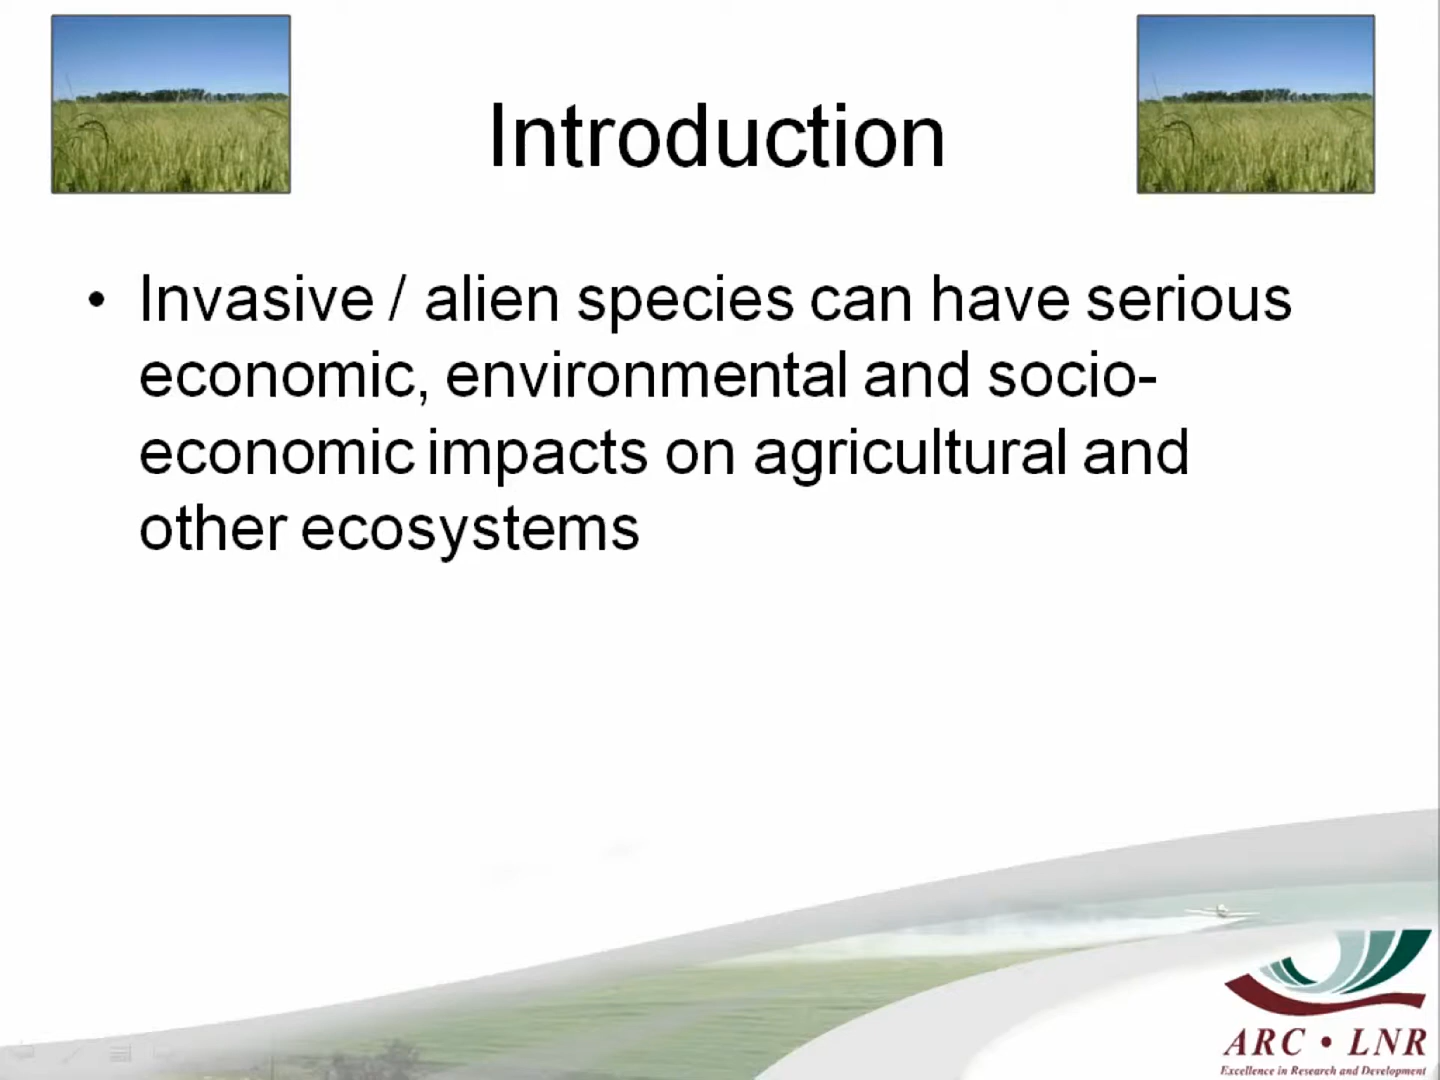 Introduction
• Invasive / alien species can have serious
economic, environmental and socio-
economic impacts on agricultural and
other ecosystems
ARC • LNR
Excellence in Research and Development